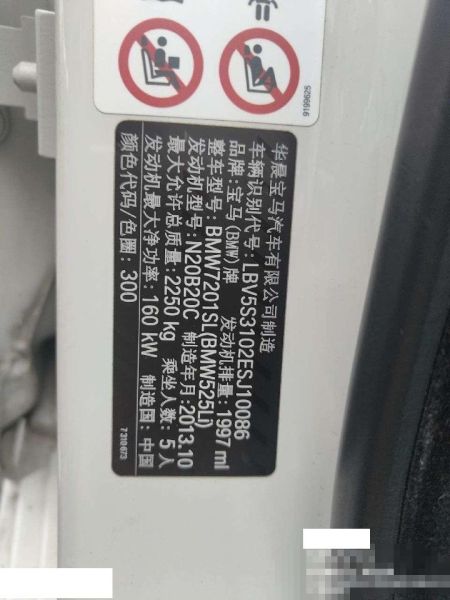 5299916
华晨宝马汽车有限公司制造
车辆识别代号: LBV5S3102ESJ10086
品牌: 宝马(BMW)牌 发动机排量: 1997 ml
整车型号: BMW7201SL(BMW525Li)
发动机型号: N20B20C 制造年月: 2013.10
最大允许总质量: 2250 kg 乘坐人数: 5人
发动机最大净功率: 160 kW 制造国: 中国
颜色代码/色圈: 300
7310673